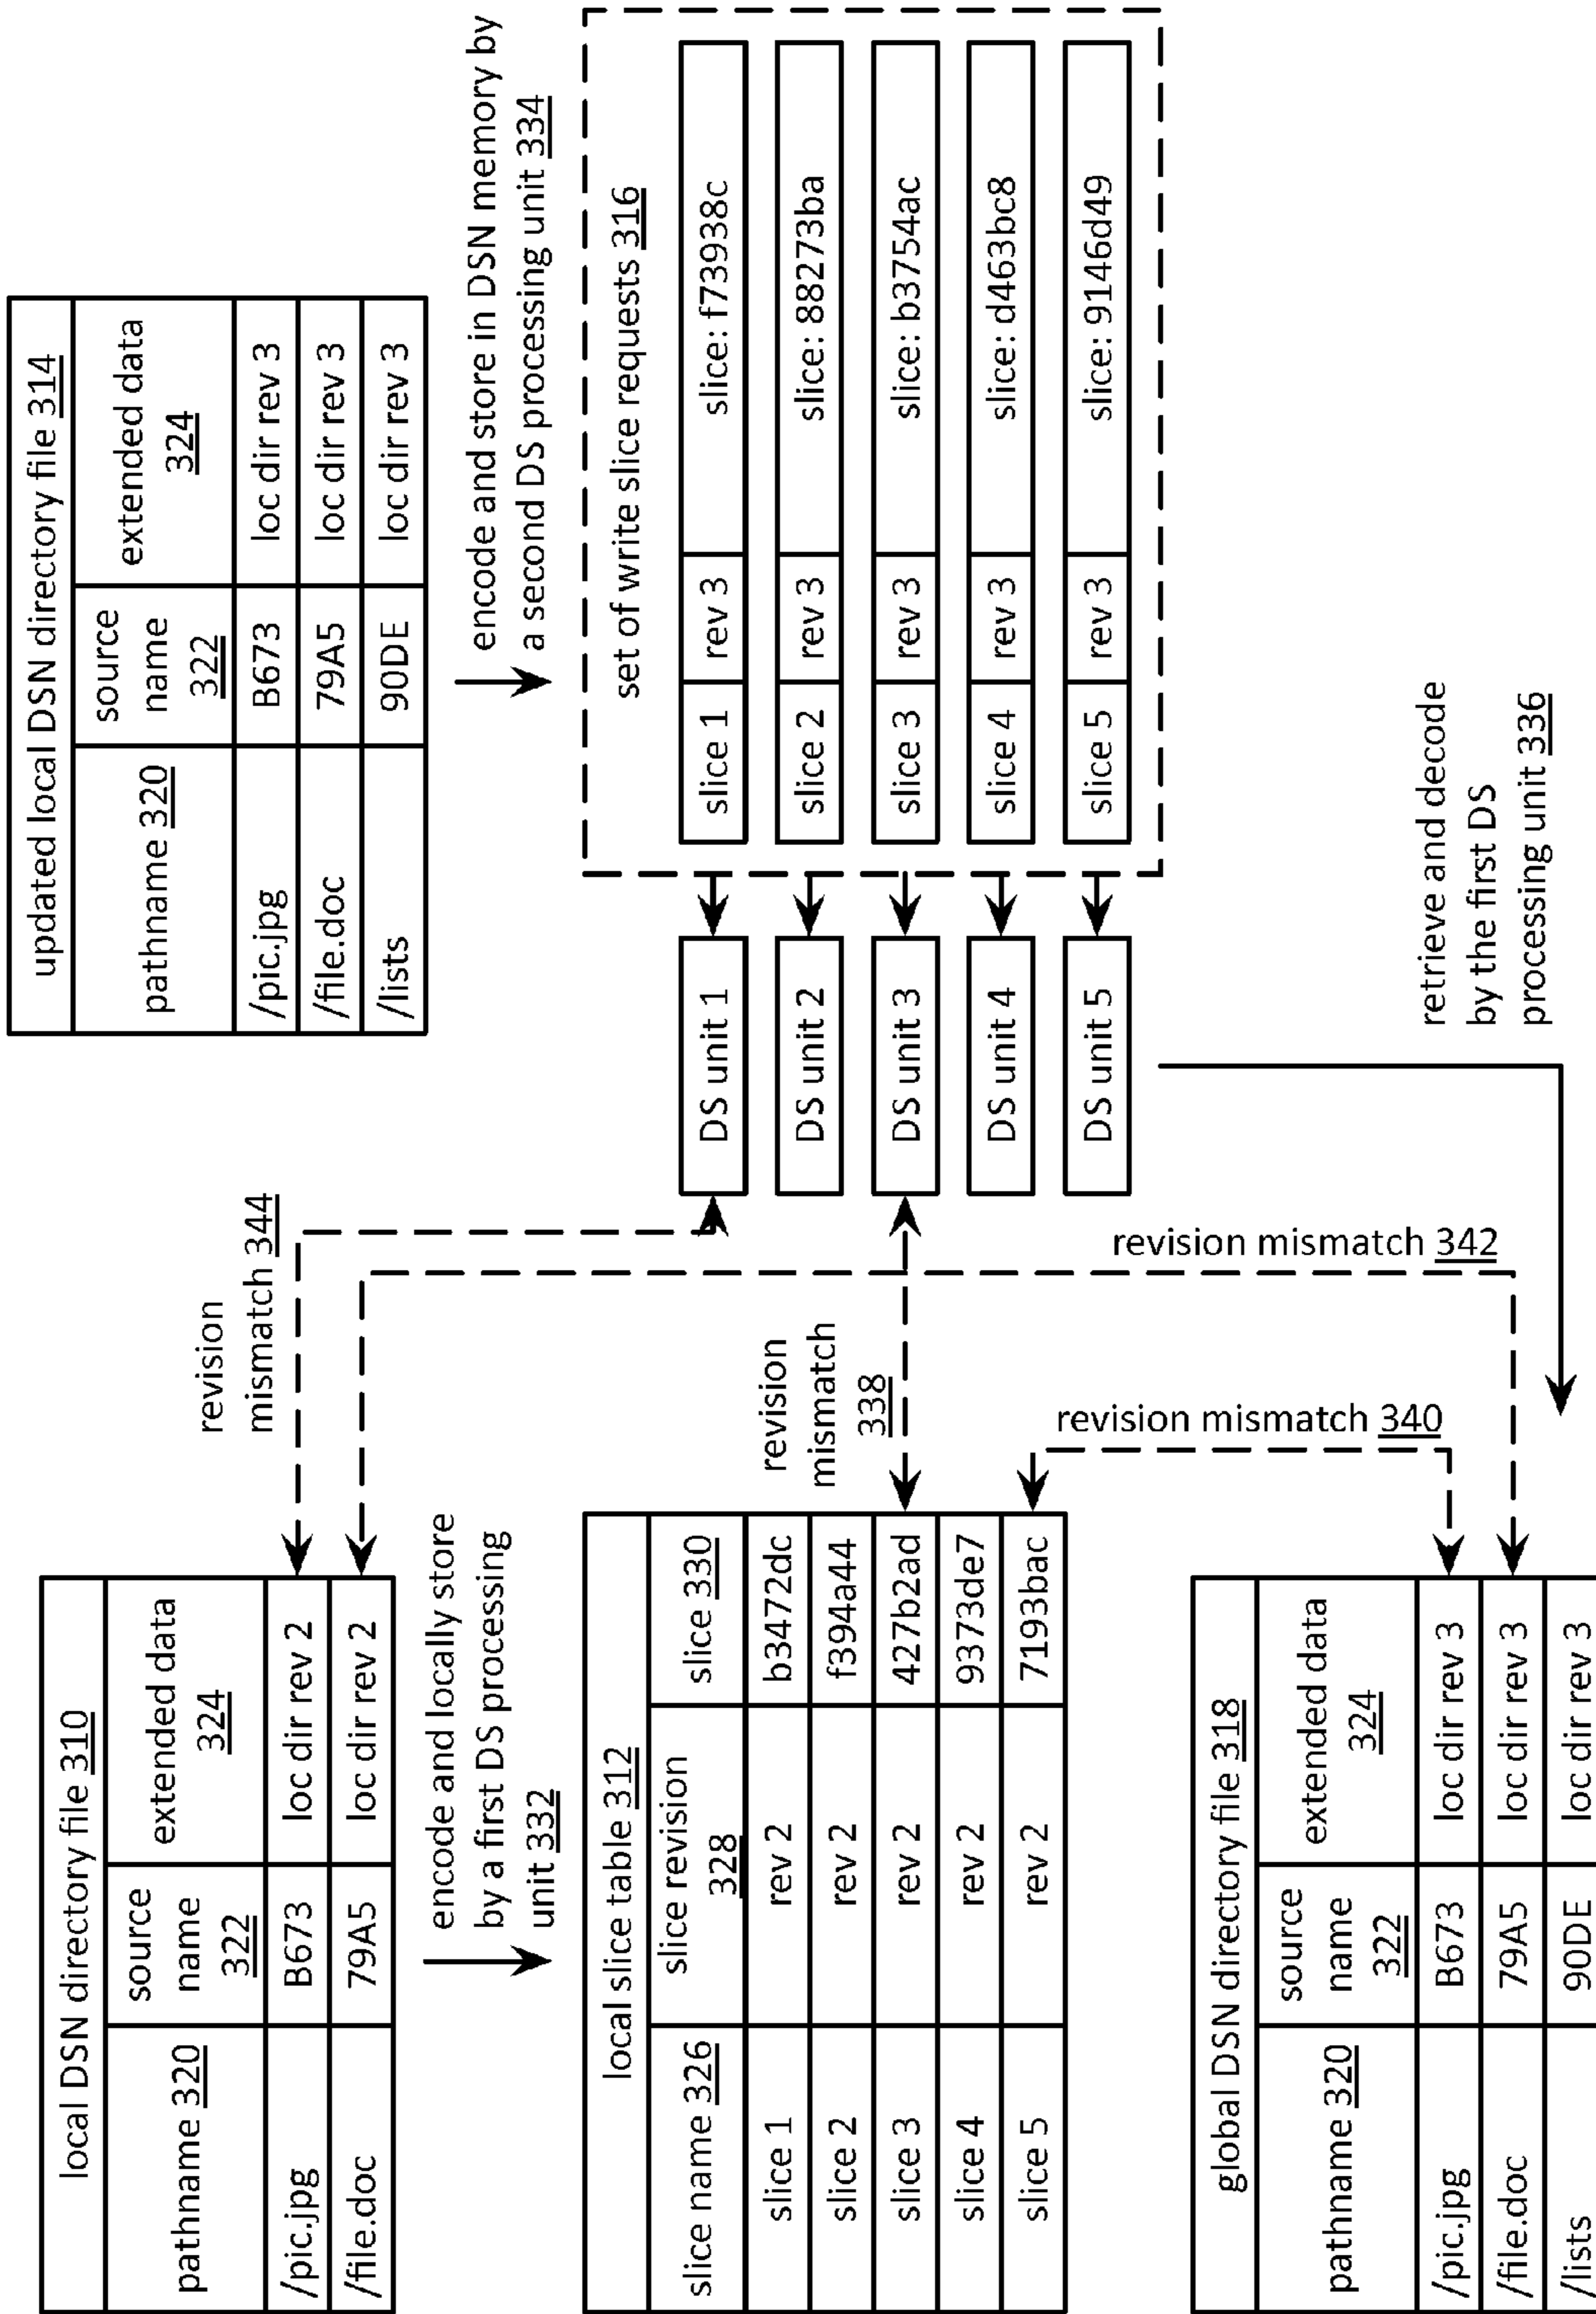 local DSN directory file 310
pathname 320
source
name
322
extended data
324
/pic.jpg
B673
loc dir rev 2
/file.doc
79A5
loc dir rev 2
encode and locally store
by a first DS processing
unit 332
local slice table 312
slice name 326
slice revision
328
slice 330
slice 1
rev 2
b3472dc
slice 2
rev 2
f394a44
slice 3
rev 2
427b2ad
slice 4
rev 2
9373de7
slice 5
rev 2
7193bac
global DSN directory file 318
pathname 320
source
name
322
extended data
324
/pic.jpg
B673
loc dir rev 3
/file.doc
79A5
loc dir rev 3
/lists
90DE
loc dir rev 3
revision
mismatch 344
revision
mismatch
338
revision mismatch 340
revision mismatch 342
updated local DSN directory file 314
pathname 320
source
name
322
extended data
324
/pic.jpg
B673
loc dir rev 3
/file.doc
79A5
loc dir rev 3
/lists
90DE
loc dir rev 3
encode and store in DSN memory by
a second DS processing unit 334
set of write slice requests 316
DS unit 1
slice 1
rev 3
slice: f73938c
DS unit 2
slice 2
rev 3
slice: 88273ba
DS unit 3
slice 3
rev 3
slice: b3754ac
DS unit 4
slice 4
rev 3
slice: d463bc8
DS unit 5
slice 5
rev 3
slice: 9146d49
retrieve and decode
by the first DS
processing unit 336